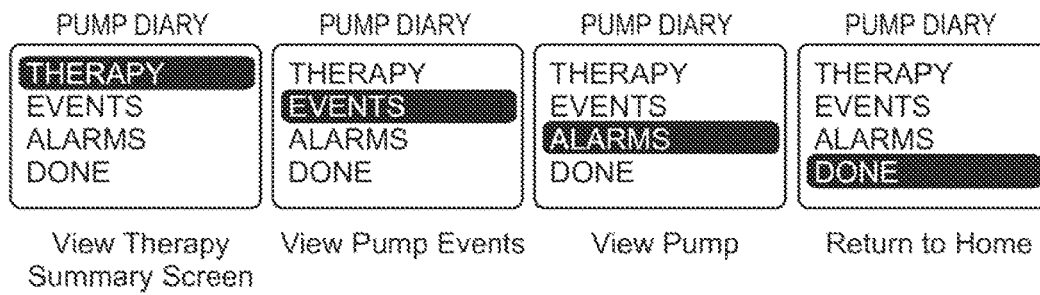 PUMP DIARY
THERAPY
EVENTS
ALARMS
DONE
View Therapy
Summary Screen
PUMP DIARY
THERAPY
EVENTS
ALARMS
DONE
View Pump Events
PUMP DIARY
THERAPY
EVENTS
ALARMS
DONE
View Pump
PUMP DIARY
THERAPY
EVENTS
ALARMS
DONE
Return to Home